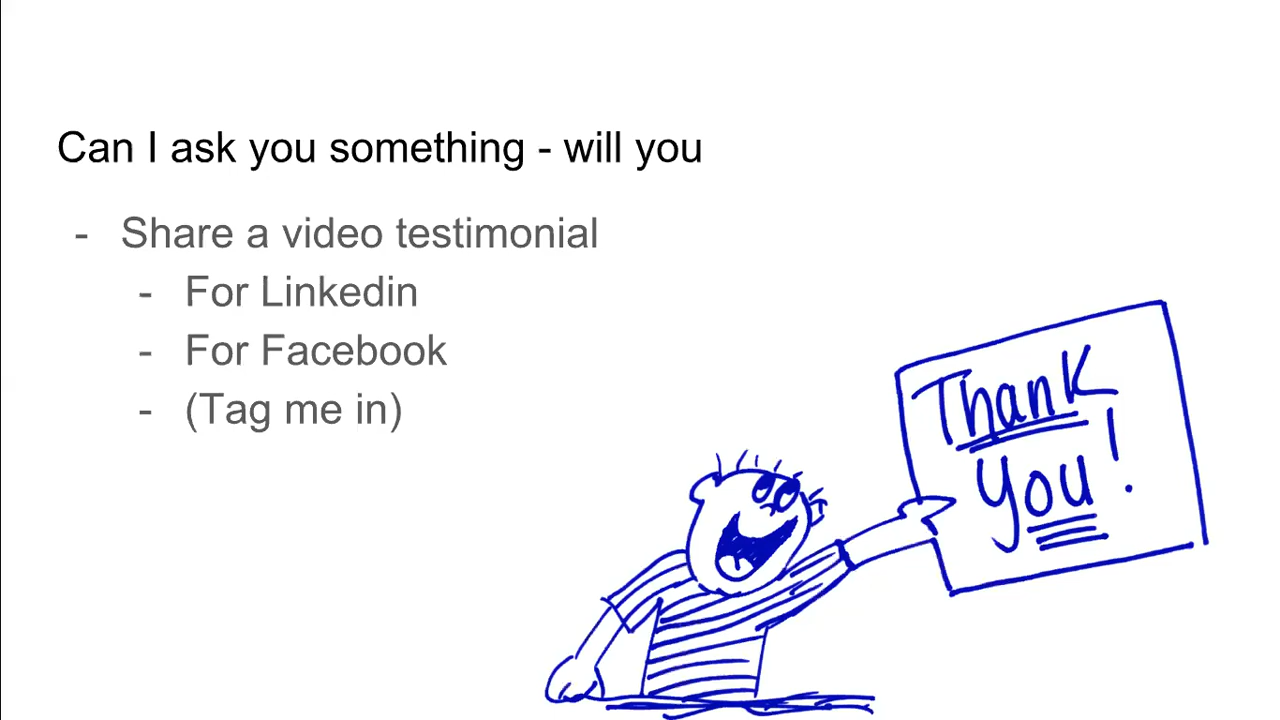 Can I ask you something - will you
- Share a video testimonial
- For Linkedin
- For Facebook
- (Tag me in)
Thank
You!